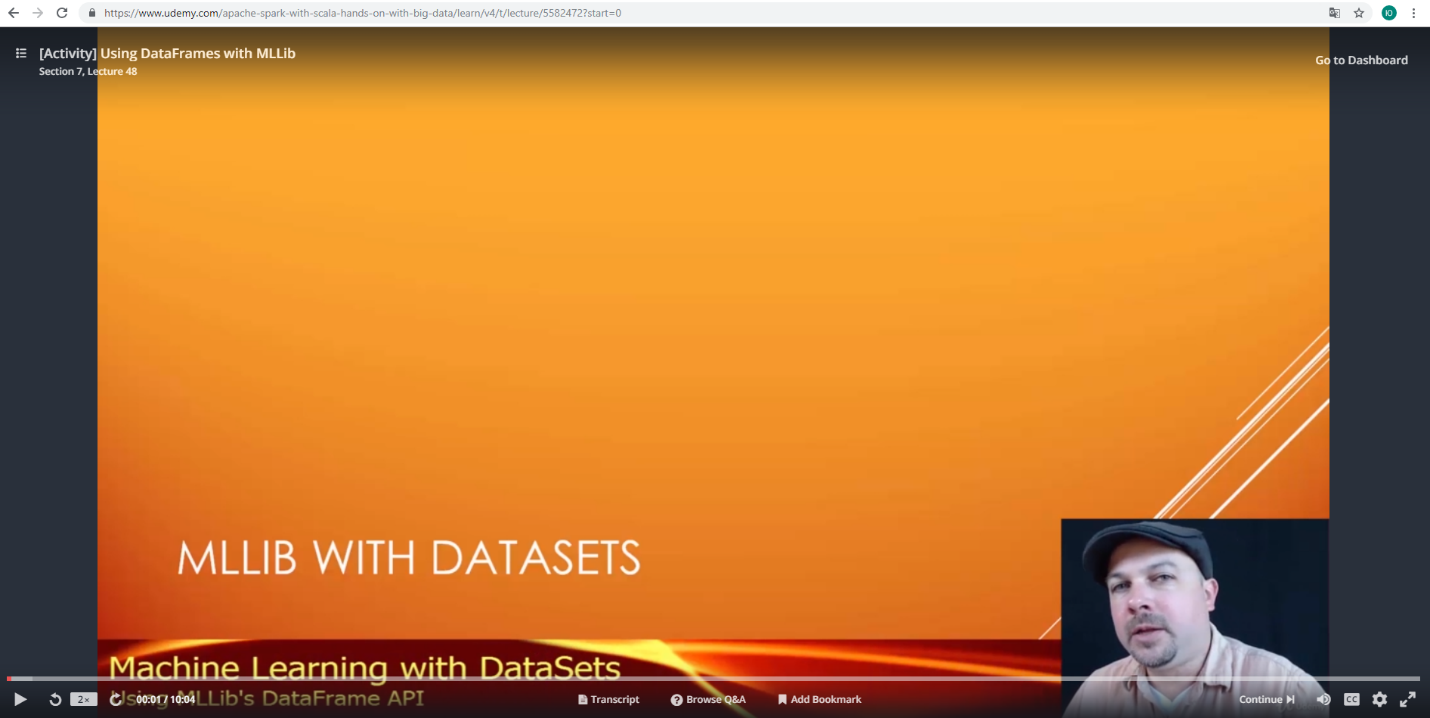 https://www.udemy.com/apache-spark-with-scala-hands-on-with-big-data/learn/v4/t/lecture/5582472?start=0
Ю
[Activity] Using DataFrames with MLLib
Section 7, Lecture 48
Go to Dashboard
MLLIB WITH DATASETS
Machine Learning with DataSets
Using MLLib's DataFrame API
2×
00:01 / 10:04
Transcript
Browse Q&A
Add Bookmark
Continue
CC